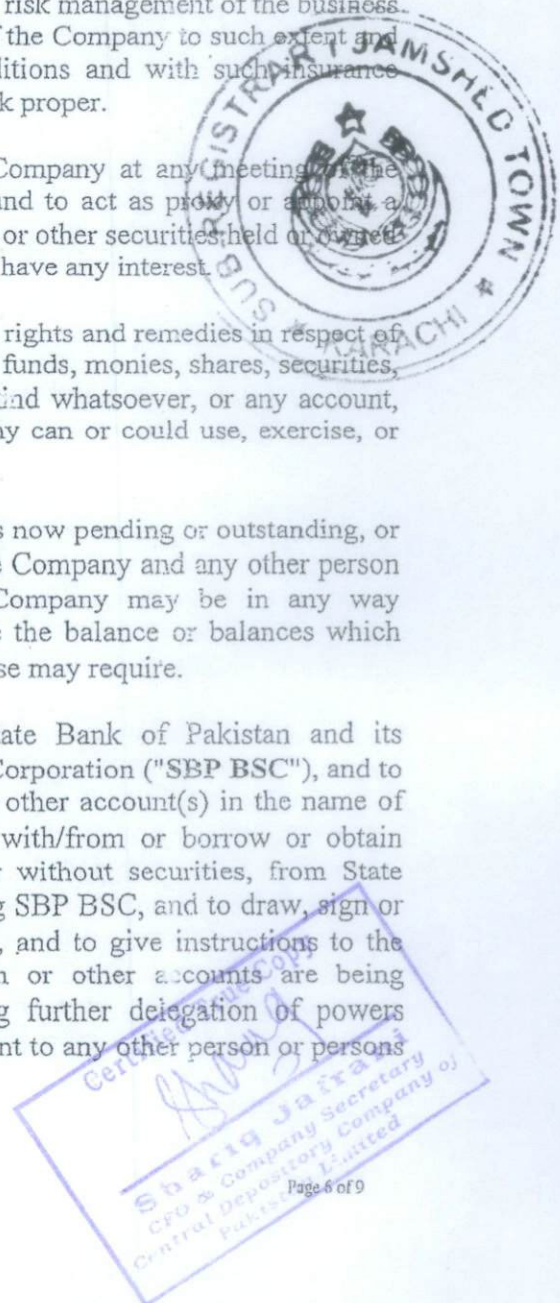 risk management of the business
the Company to such extent and
ditions and with such insurance
k proper.
Company at any meeting of the
nd to act as proxy or appoint a
or other securities held or owned
have any interest.
rights and remedies in respect of
funds, monies, shares, securities,
ind whatsoever, or any account,
ny can or could use, exercise, or
s now pending or outstanding, or
e Company and any other person
Company may be in any way
e the balance or balances which
se may require.
ate Bank of Pakistan and its
Corporation ("SBP BSC"), and to
other account(s) in the name of
with/from or borrow or obtain
r without securities, from State
g SBP BSC, and to draw, sign or
, and to give instructions to the
n or other accounts are being
g further delegation of powers
nt to any other person or persons
SUB REGISTRAR I JAMSHED TOWN
★ KARACHI ★
Certified True Copy
Shariq Jafrani
CFO & Company Secretary
Central Depository Company of
Pakistan Limited
Page 6 of 9